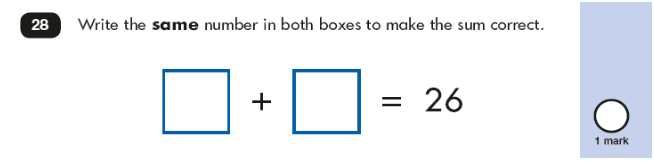 28 Write the same number in both boxes to make the sum correct.
+ = 26
1 mark